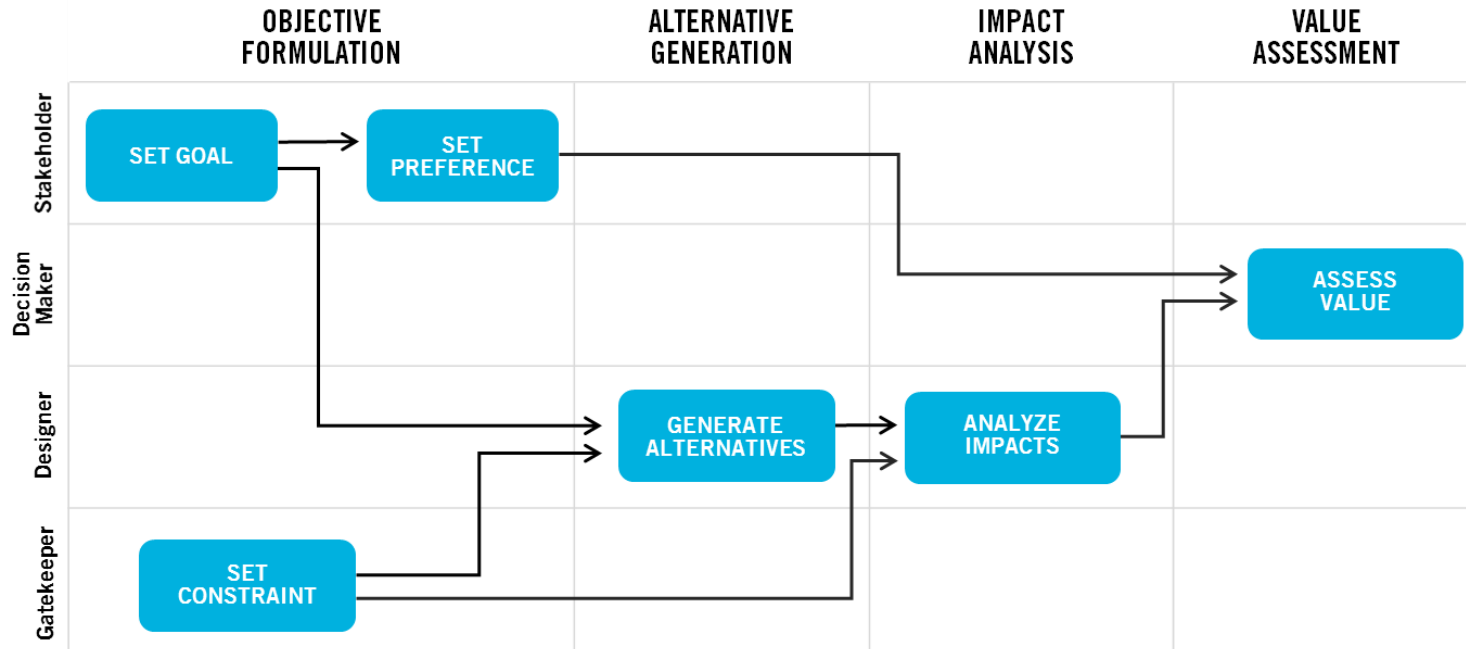 OBJECTIVE
FORMULATION
ALTERNATIVE
GENERATION
IMPACT
ANALYSIS
VALUE
ASSESSMENT
Stakeholder
SET GOAL
SET
PREFERENCE
Decision
Maker
ASSESS
VALUE
Designer
GENERATE
ALTERNATIVES
ANALYZE
IMPACTS
Gatekeeper
SET
CONSTRAINT